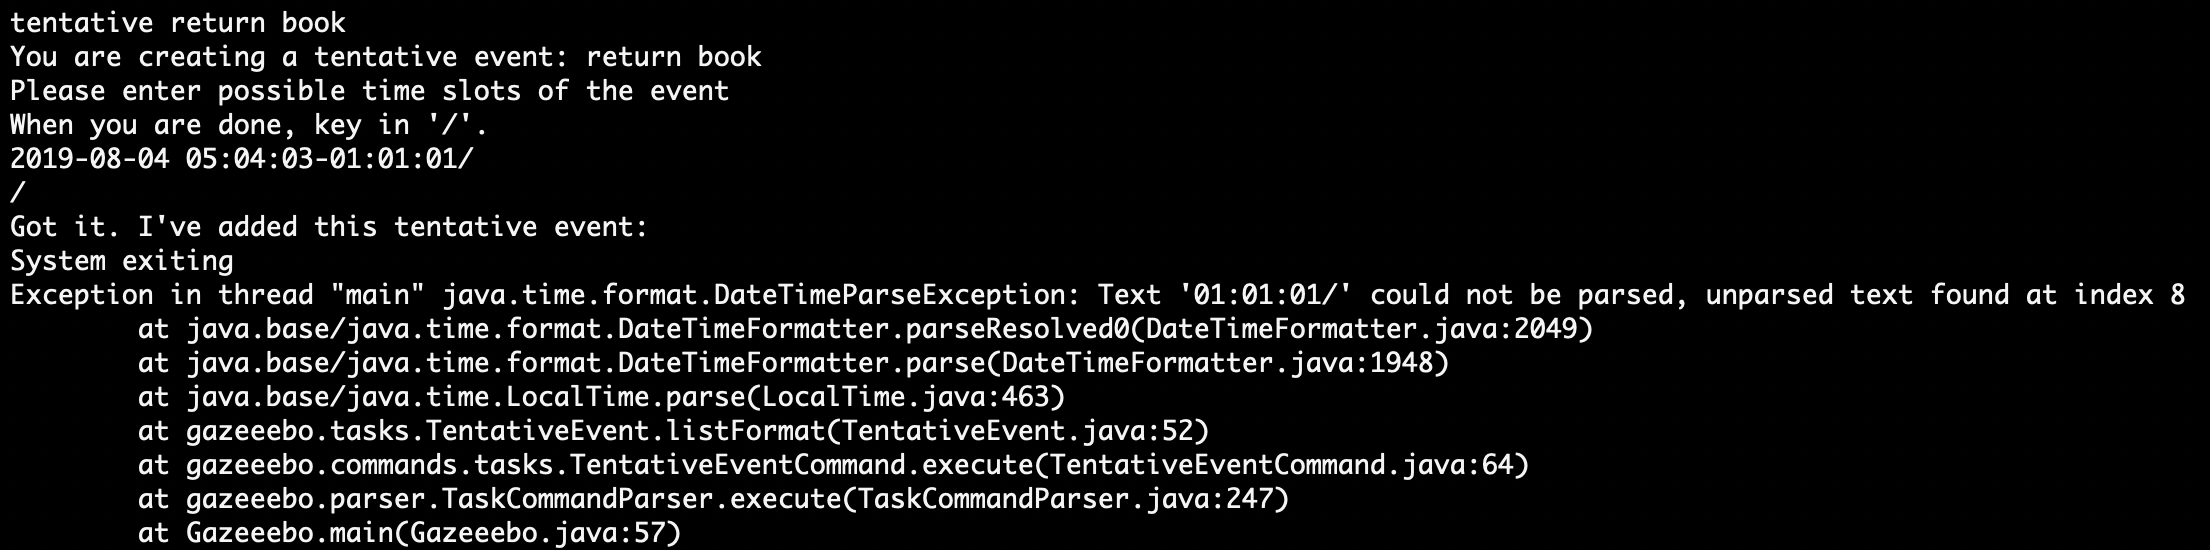 tentative return book
You are creating a tentative event: return book
Please enter possible time slots of the event
When you are done, key in '/'.
2019-08-04 05:04:03-01:01:01/
/
Got it. I've added this tentative event:
System exiting
Exception in thread "main" java.time.format.DateTimeParseException: Text '01:01:01/' could not be parsed, unparsed text found at index 8
        at java.base/java.time.format.DateTimeFormatter.parseResolved0(DateTimeFormatter.java:2049)
        at java.base/java.time.format.DateTimeFormatter.parse(DateTimeFormatter.java:1948)
        at java.base/java.time.LocalTime.parse(LocalTime.java:463)
        at gazeeebo.tasks.TentativeEvent.listFormat(TentativeEvent.java:52)
        at gazeeebo.commands.tasks.TentativeEventCommand.execute(TentativeEventCommand.java:64)
        at gazeeebo.parser.TaskCommandParser.execute(TaskCommandParser.java:247)
        at Gazeeebo.main(Gazeeebo.java:57)